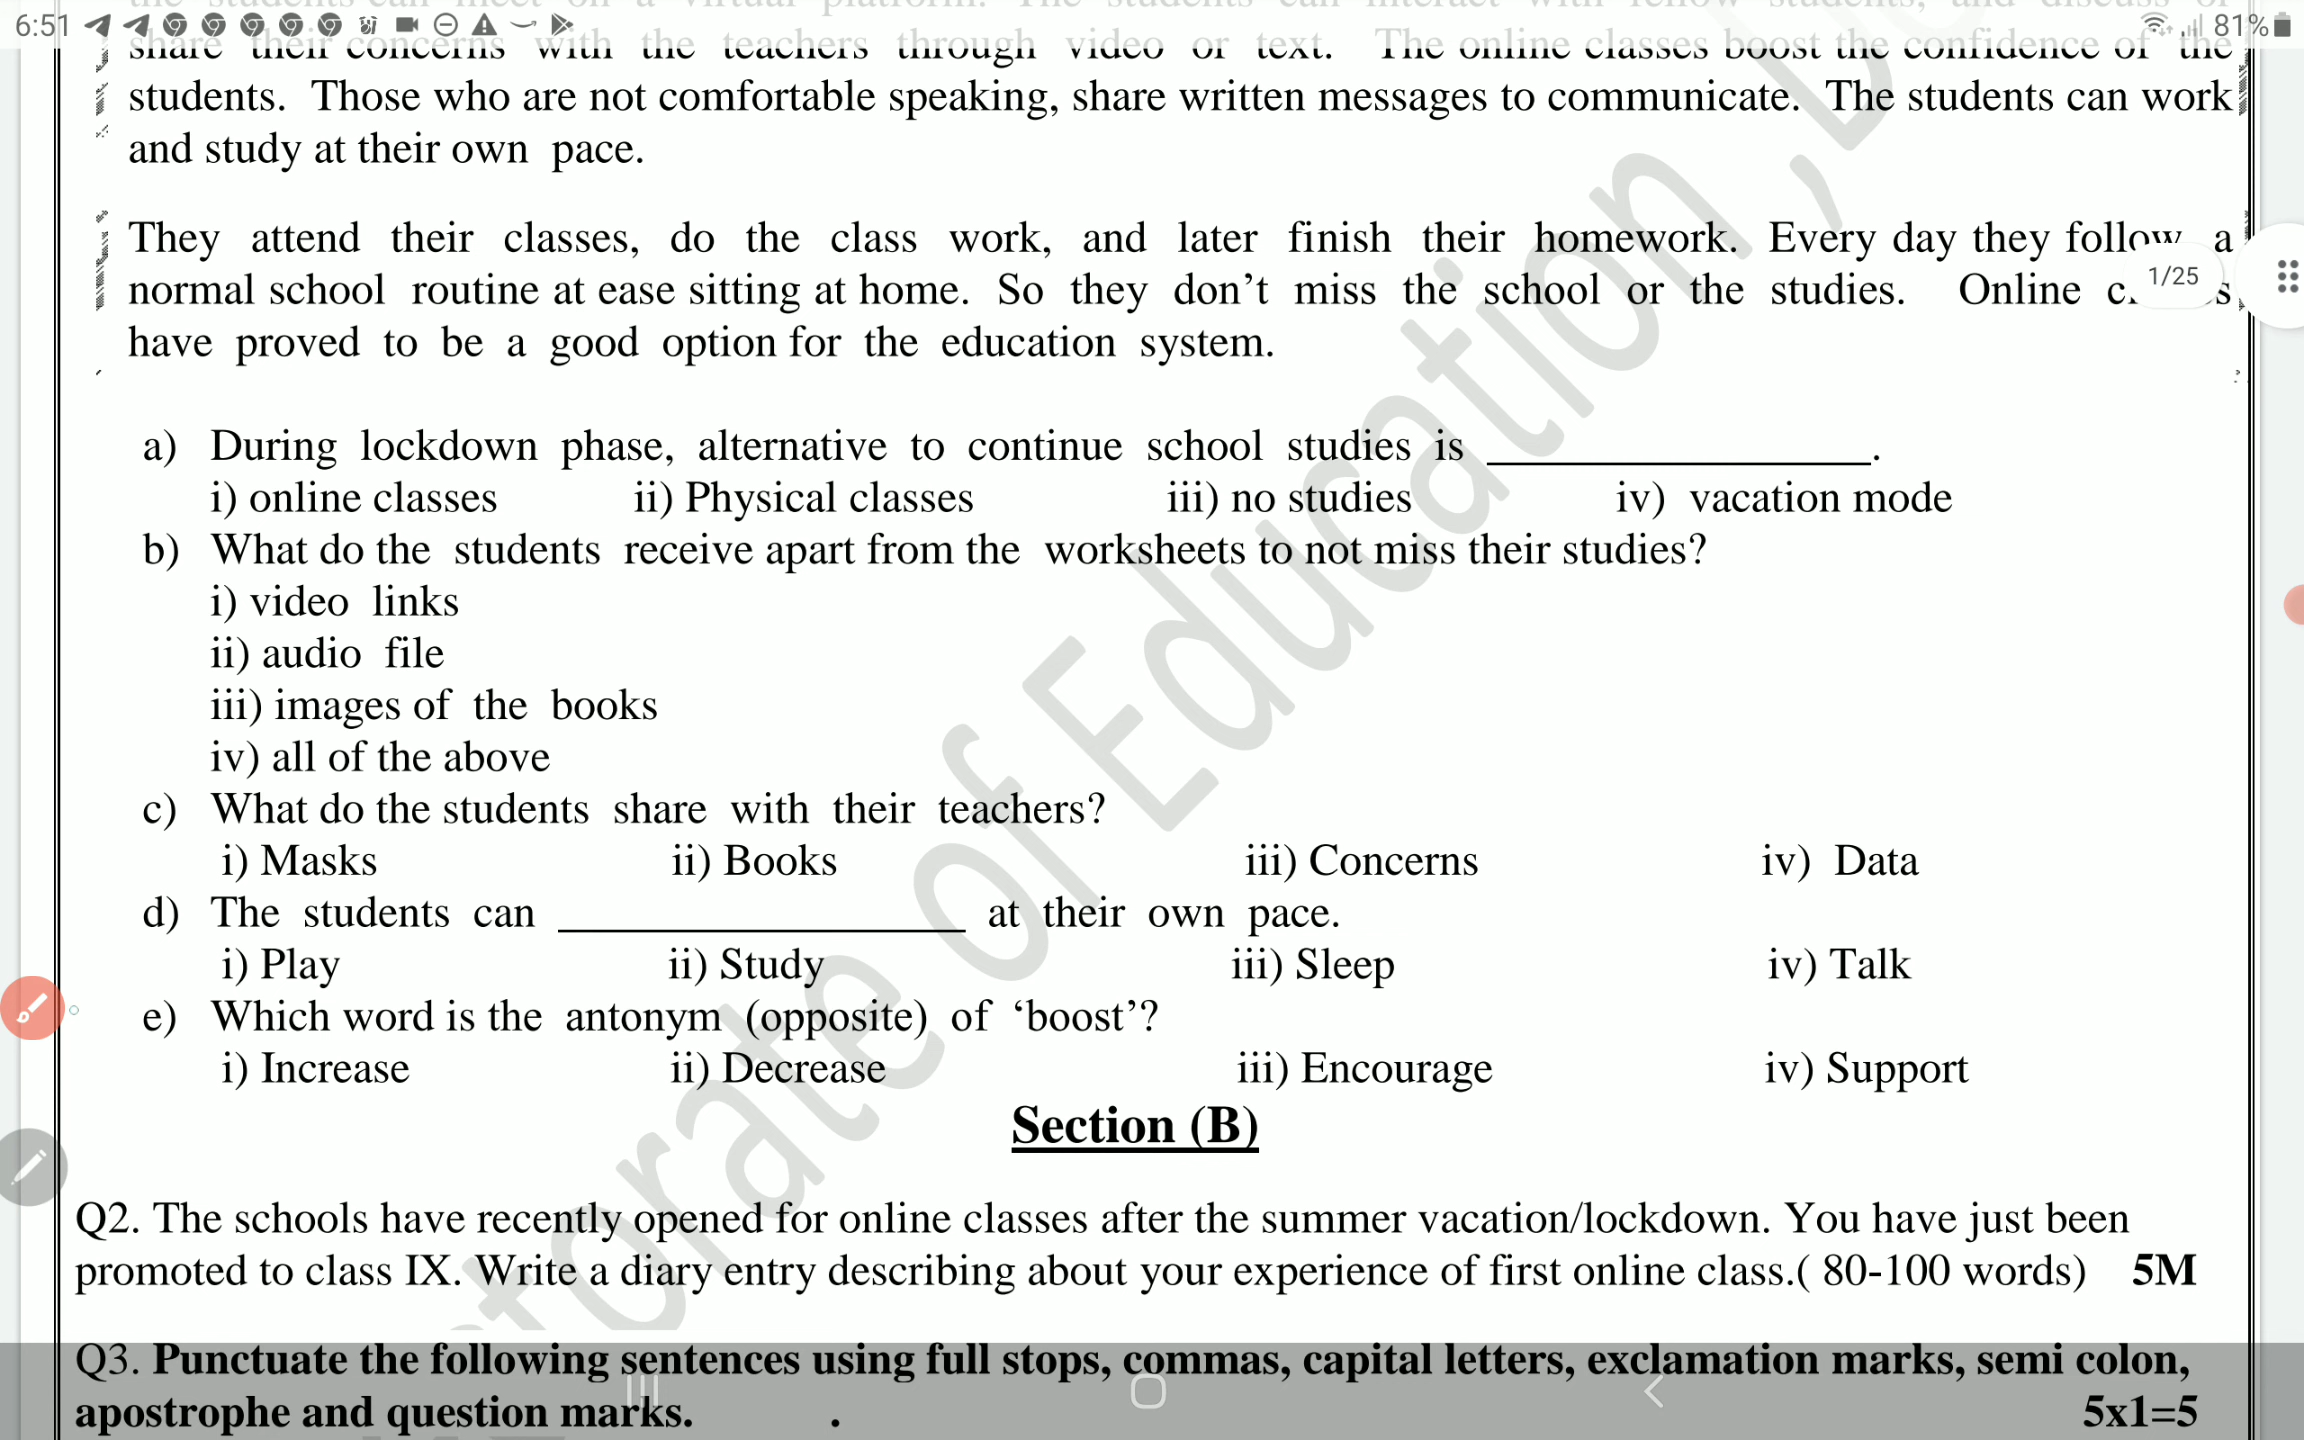 6:51
81%
share their concerns with the teachers through video or text. The online classes boost the confidence of the
students. Those who are not comfortable speaking, share written messages to communicate. The students can work
and study at their own pace.
They attend their classes, do the class work, and later finish their homework. Every day they follow a
normal school routine at ease sitting at home. So they don’t miss the school or the studies. Online
1/25
have proved to be a good option for the education system.
a) During lockdown phase, alternative to continue school studies is ________________.
i) online classes ii) Physical classes iii) no studies iv) vacation mode
b) What do the students receive apart from the worksheets to not miss their studies?
i) video links
ii) audio file
iii) images of the books
iv) all of the above
c) What do the students share with their teachers?
i) Masks ii) Books iii) Concerns iv) Data
d) The students can _________________ at their own pace.
i) Play ii) Study iii) Sleep iv) Talk
e) Which word is the antonym (opposite) of ‘boost’?
i) Increase ii) Decrease iii) Encourage iv) Support
Section (B)
Q2. The schools have recently opened for online classes after the summer vacation/lockdown. You have just been
promoted to class IX. Write a diary entry describing about your experience of first online class.( 80-100 words) 5M
Q3. Punctuate the following sentences using full stops, commas, capital letters, exclamation marks, semi colon,
apostrophe and question marks. . 5x1=5
torate of Education ,